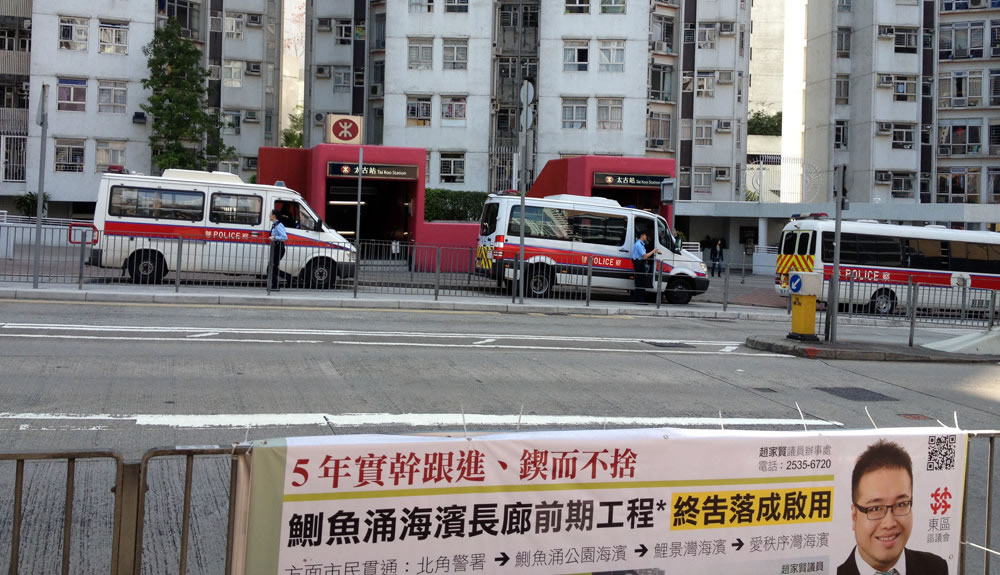 太古站
Tai Koo Station
太古站
Tai Koo Station
警 POLICE 察
警 POLICE 察
POLICE 察
5年實幹跟進、鍥而不捨
趙家賢議員辦事處
電話：2535-6720
鰂魚涌海濱長廊前期工程* 終告落成啟用
方面市民貫通：北角警署 → 鰂魚涌公園海濱 → 鯉景灣海濱 → 愛秩序灣海濱
趙家賢議員
東區
區議會